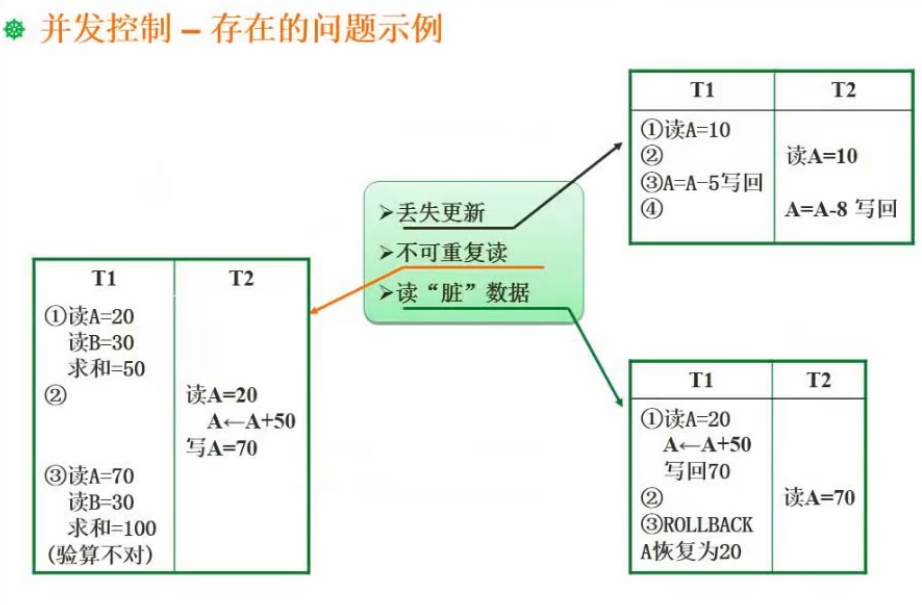 并发控制 – 存在的问题示例
T1 T2
①读A=10
② 读A=10
③A=A-5写回
④ A=A-8 写回
➢丢失更新
➢不可重复读
➢读“脏”数据
T1 T2
①读A=20
读B=30
求和=50
② 读A=20
A←A+50
写A=70
③读A=70
读B=30
求和=100
(验算不对)
T1 T2
①读A=20
A←A+50
写回70
② 读A=70
③ROLLBACK
A恢复为20